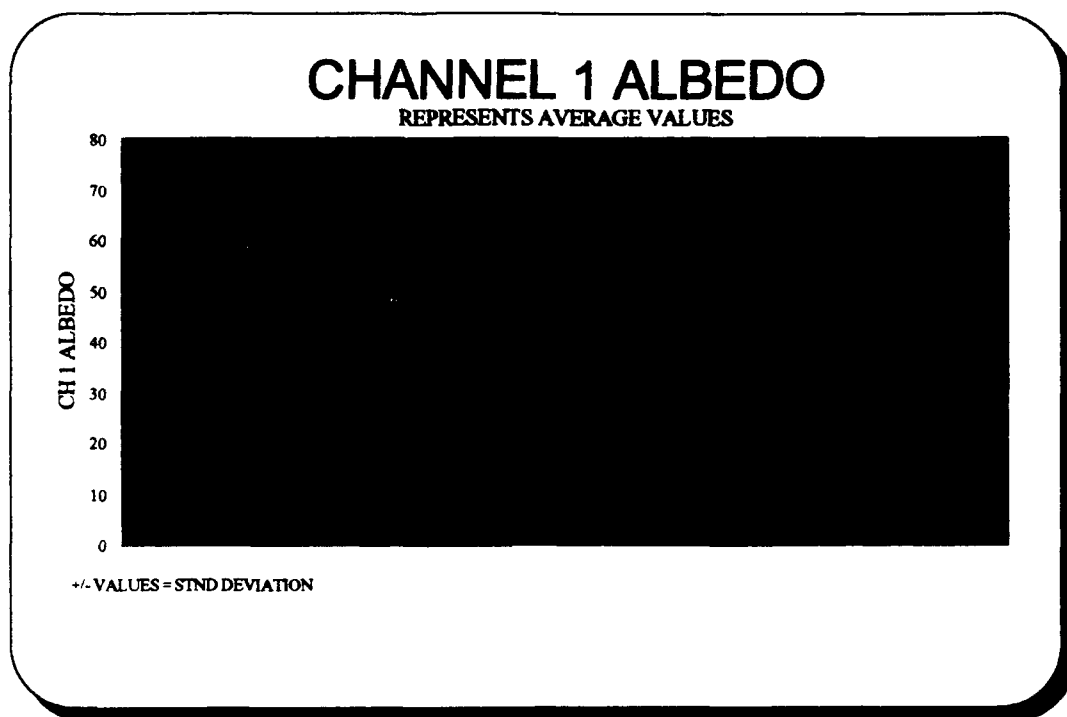 CHANNEL 1 ALBEDO
REPRESENTS AVERAGE VALUES
80
70
60
50
40
30
20
10
0
CH 1 ALBEDO
+/- VALUES = STND DEVIATION